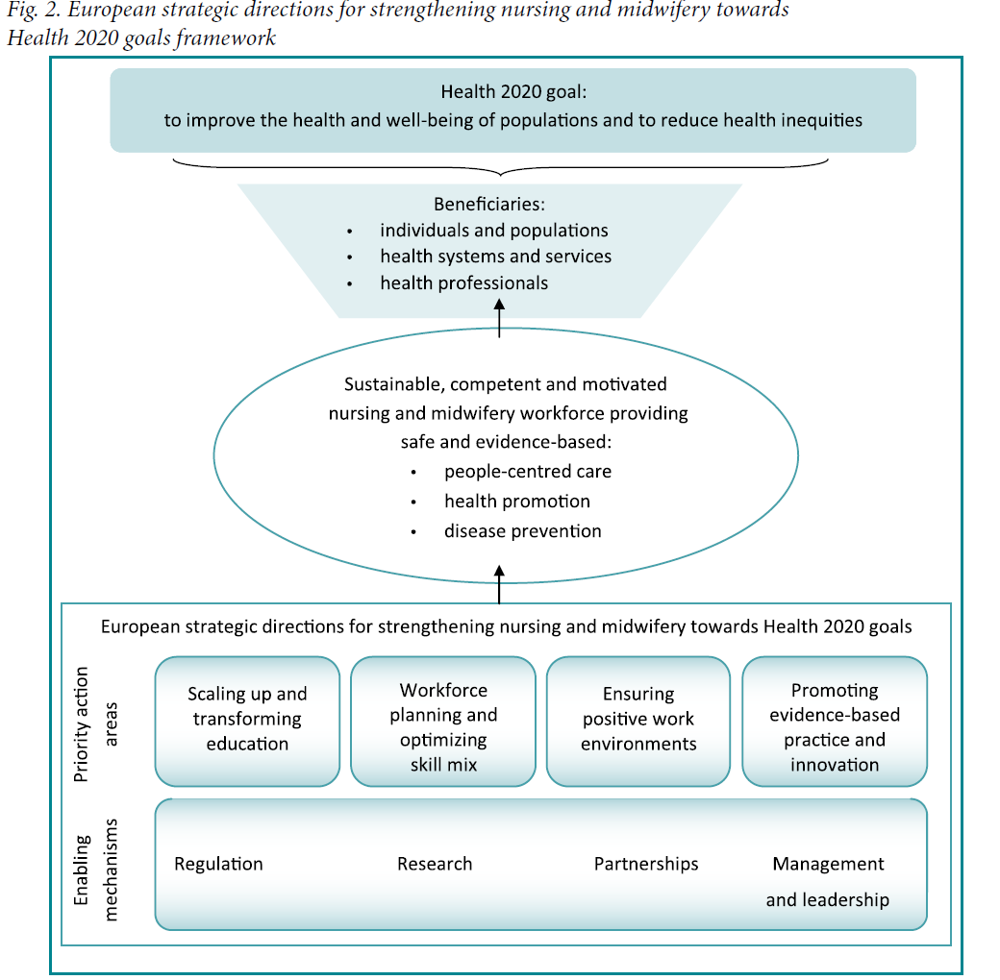 Fig. 2. European strategic directions for strengthening nursing and midwifery towards
Health 2020 goals framework
Health 2020 goal:
to improve the health and well-being of populations and to reduce health inequities
Beneficiaries:
• individuals and populations
• health systems and services
• health professionals
Sustainable, competent and motivated
nursing and midwifery workforce providing
safe and evidence-based:
• people-centred care
• health promotion
• disease prevention
European strategic directions for strengthening nursing and midwifery towards Health 2020 goals
Priority action
areas
Scaling up and
transforming
education
Workforce
planning and
optimizing
skill mix
Ensuring
positive work
environments
Promoting
evidence-based
practice and
innovation
Enabling
mechanisms
Regulation
Research
Partnerships
Management
and leadership